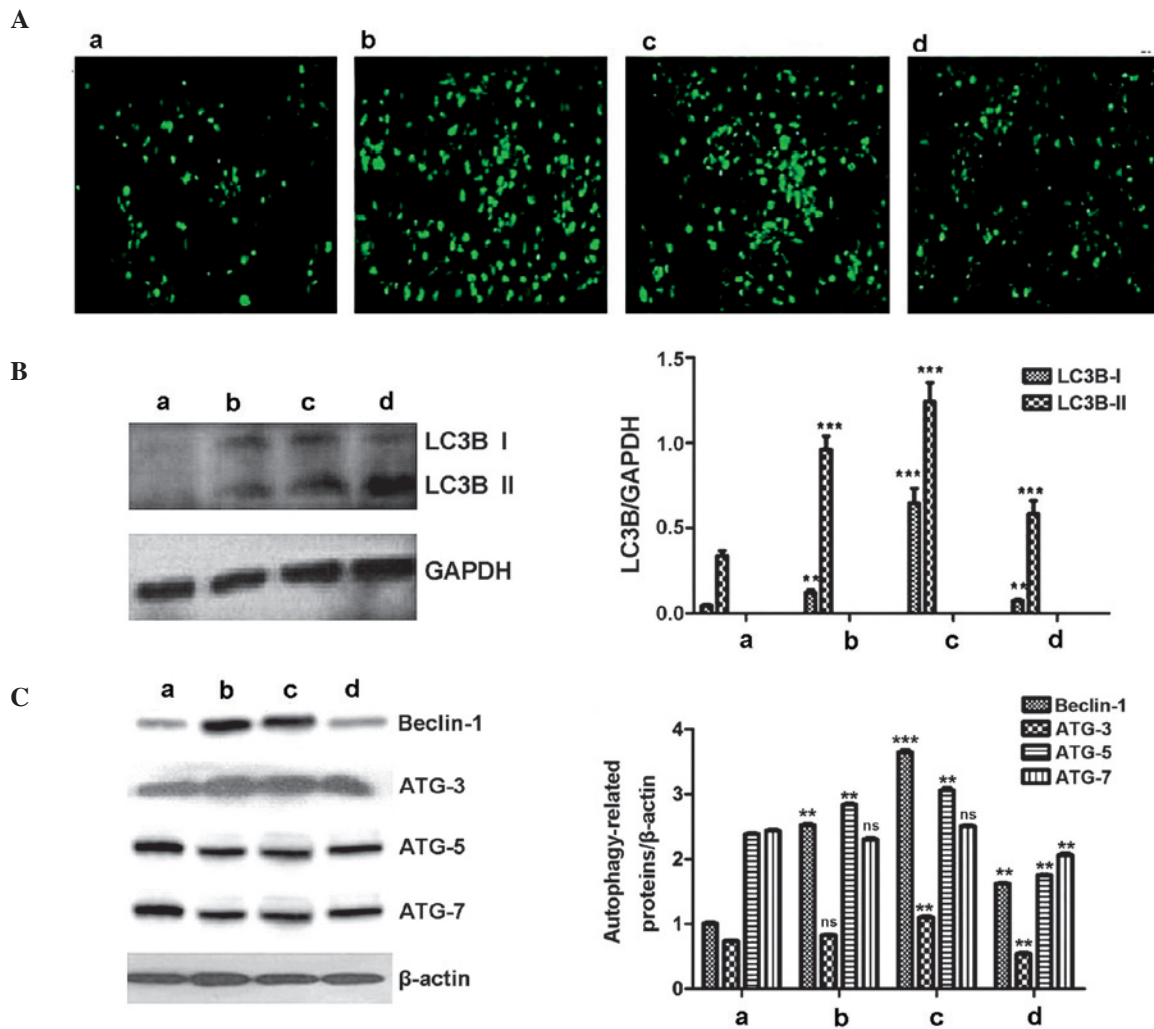 A
a b c d
B
a b c d
LC3B I
LC3B II
GAPDH
LC3B/GAPDH
1.5
1.0
0.5
0.0
LC3B-I
LC3B-II
** ***
*** ***
** ***
a b c d
C
a b c d
Beclin-1
ATG-3
ATG-5
ATG-7
β-actin
Autophagy-related
proteins/β-actin
4
3
2
1
0
Beclin-1
ATG-3
ATG-5
ATG-7
** ns ** ns
*** ** ** ns
** ** ** **
a b c d